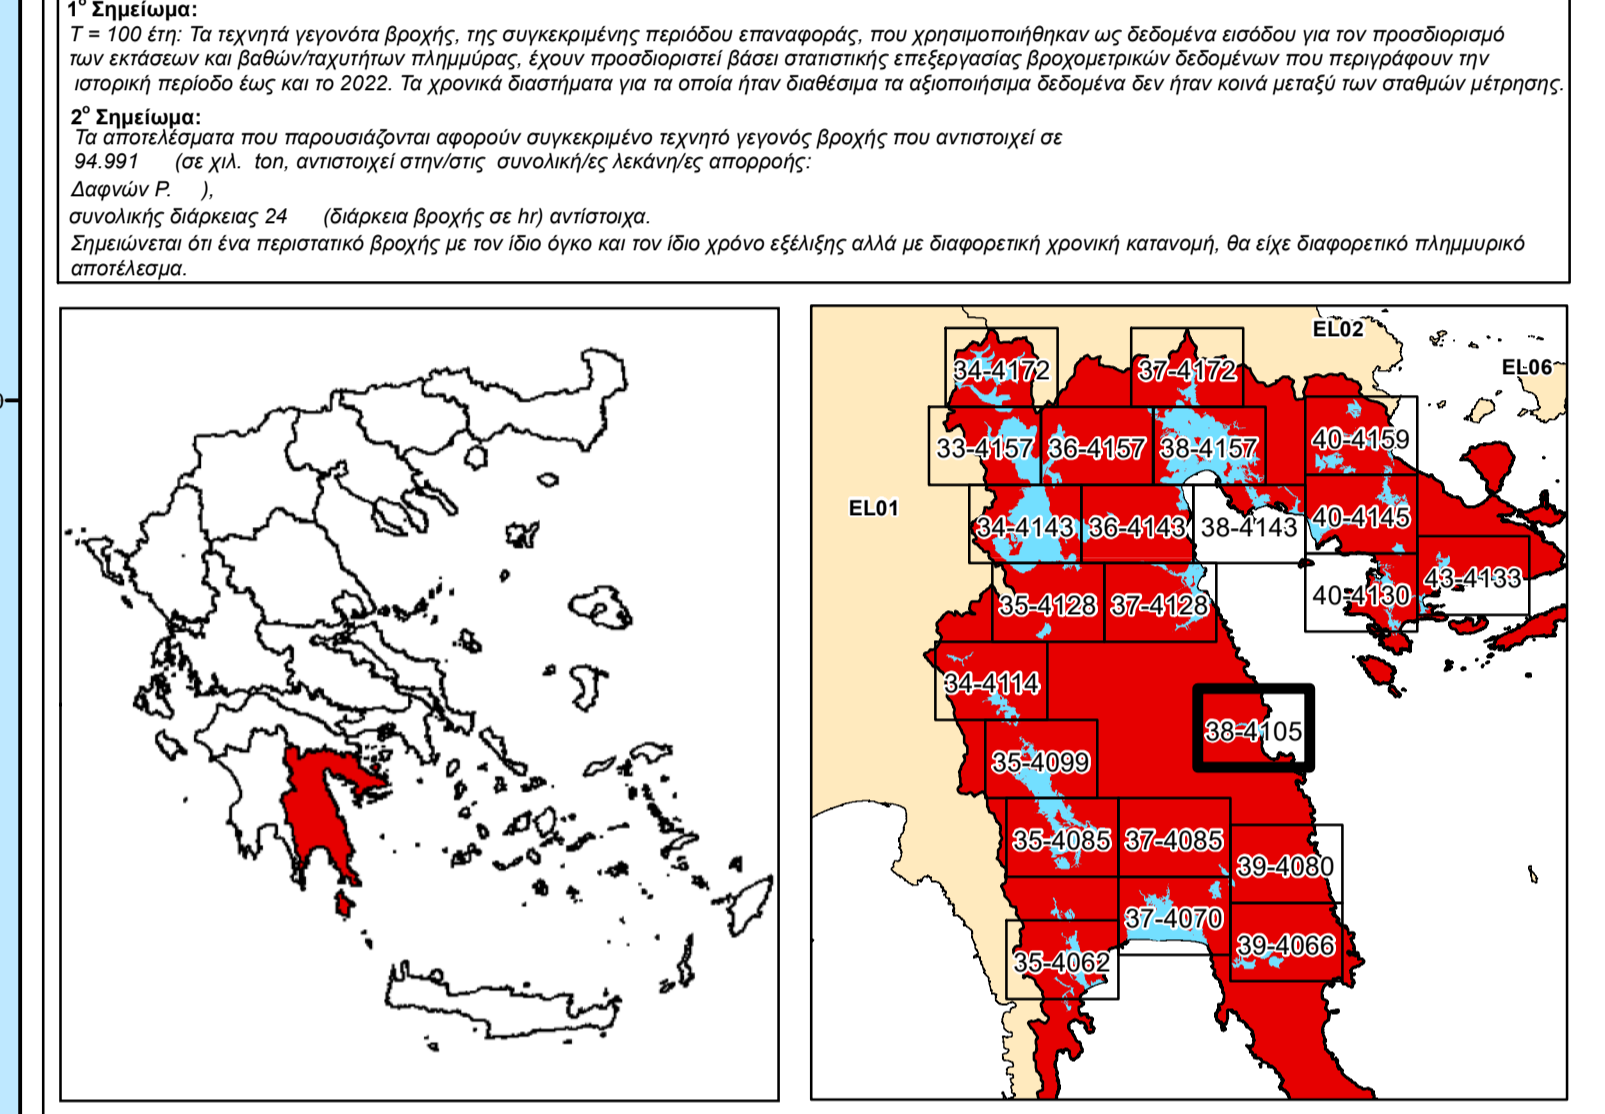 1ο Σημείωμα:
T = 100 έτη: Τα τεχνητά γεγονότα βροχής, της συγκεκριμένης περιόδου επαναφοράς, που χρησιμοποιήθηκαν ως δεδομένα εισόδου για τον προσδιορισμό
των εκτάσεων και βαθών/ταχυτήτων πλημμύρας, έχουν προσδιοριστεί βάσει στατιστικής επεξεργασίας βροχομετρικών δεδομένων που περιγράφουν την
ιστορική περίοδο έως και το 2022. Τα χρονικά διαστήματα για τα οποία ήταν διαθέσιμα τα αξιοποιήσιμα δεδομένα δεν ήταν κοινά μεταξύ των σταθμών μέτρησης.
2ο Σημείωμα:
Τα αποτελέσματα που παρουσιάζονται αφορούν συγκεκριμένο τεχνητό γεγονός βροχής που αντιστοιχεί σε
94.991 (σε χιλ. ton, αντιστοιχεί στην/στις συνολική/ες λεκάνη/ες απορροής:
Δαφνών Ρ. ),
συνολικής διάρκειας 24 (διάρκεια βροχής σε hr) αντίστοιχα.
Σημειώνεται ότι ένα περιστατικό βροχής με τον ίδιο όγκο και τον ίδιο χρόνο εξέλιξης αλλά με διαφορετική χρονική κατανομή, θα είχε διαφορετικό πλημμυρικό
αποτέλεσμα.
0
EL02
EL06
34-4172 37-4172
33-4157 36-4157 38-4157 40-4159
EL01
34-4143 36-4143 38-4143 40-4145
35-4128 37-4128 40-4130 43-4133
34-4114
38-4105
35-4099
35-4085 37-4085
39-4080
37-4070
39-4066
35-4062